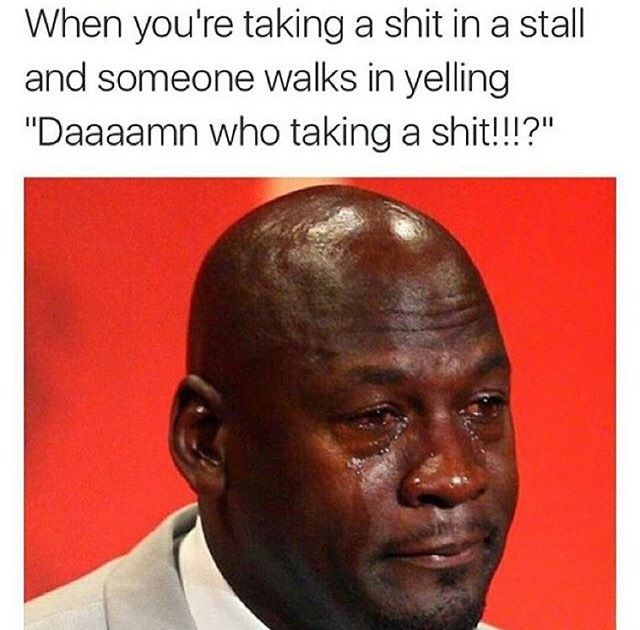 When you're taking a shit in a stall
and someone walks in yelling
"Daaaamn who taking a shit!!!?"